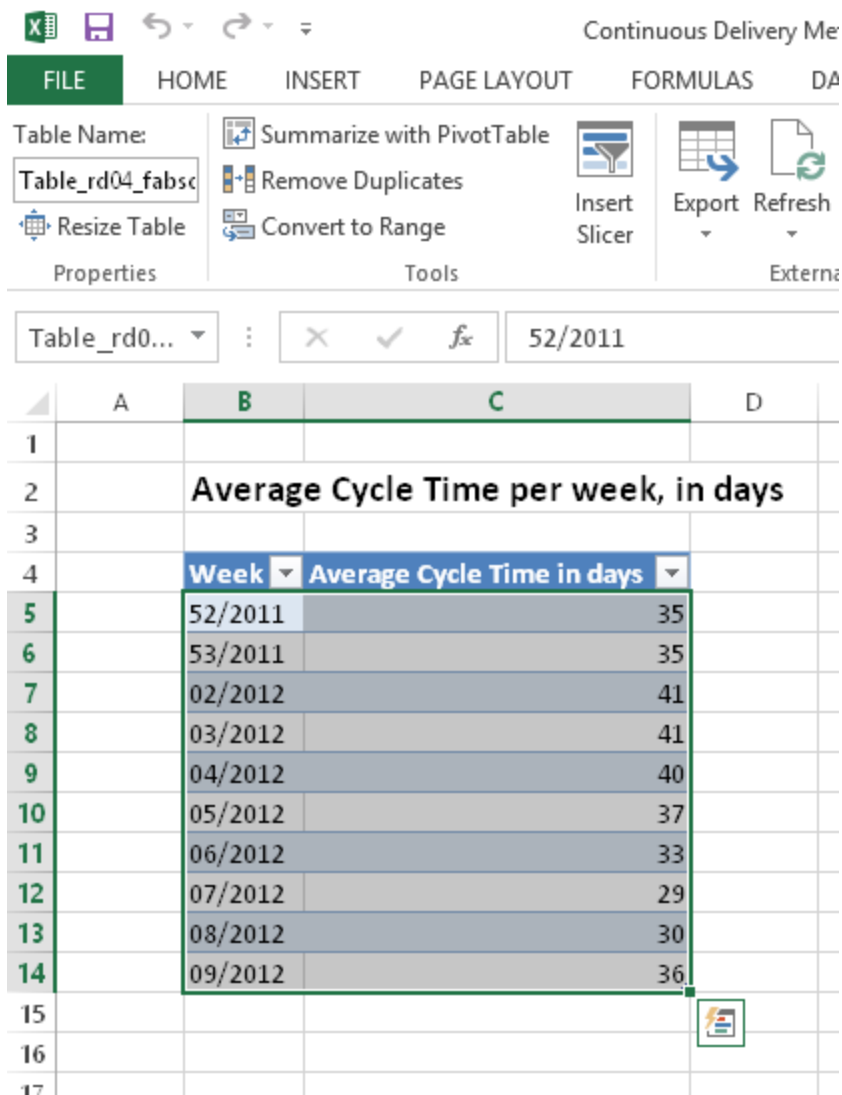 Continuous Delivery Me
FILE HOME INSERT PAGE LAYOUT FORMULAS DA
Table Name:
Table_rd04_fabsc
Resize Table
Properties
Summarize with PivotTable
Remove Duplicates
Convert to Range
Tools
Insert
Slicer
Export Refresh
Externa
Table_rd0... fx 52/2011
A B C D
1
2 Average Cycle Time per week, in days
3
4 Week Average Cycle Time in days
5 52/2011 35
6 53/2011 35
7 02/2012 41
8 03/2012 41
9 04/2012 40
10 05/2012 37
11 06/2012 33
12 07/2012 29
13 08/2012 30
14 09/2012 36
15
16
17